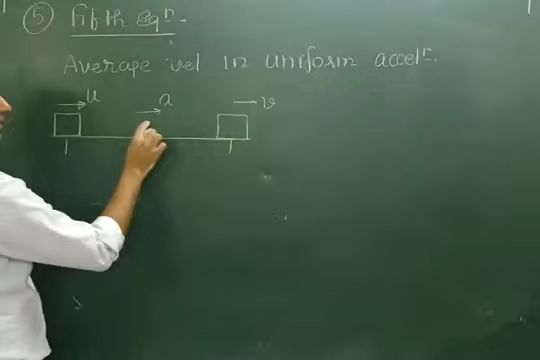 ⑤ Fifth Eqⁿ.
Average vel in uniform accelⁿ.
u a v